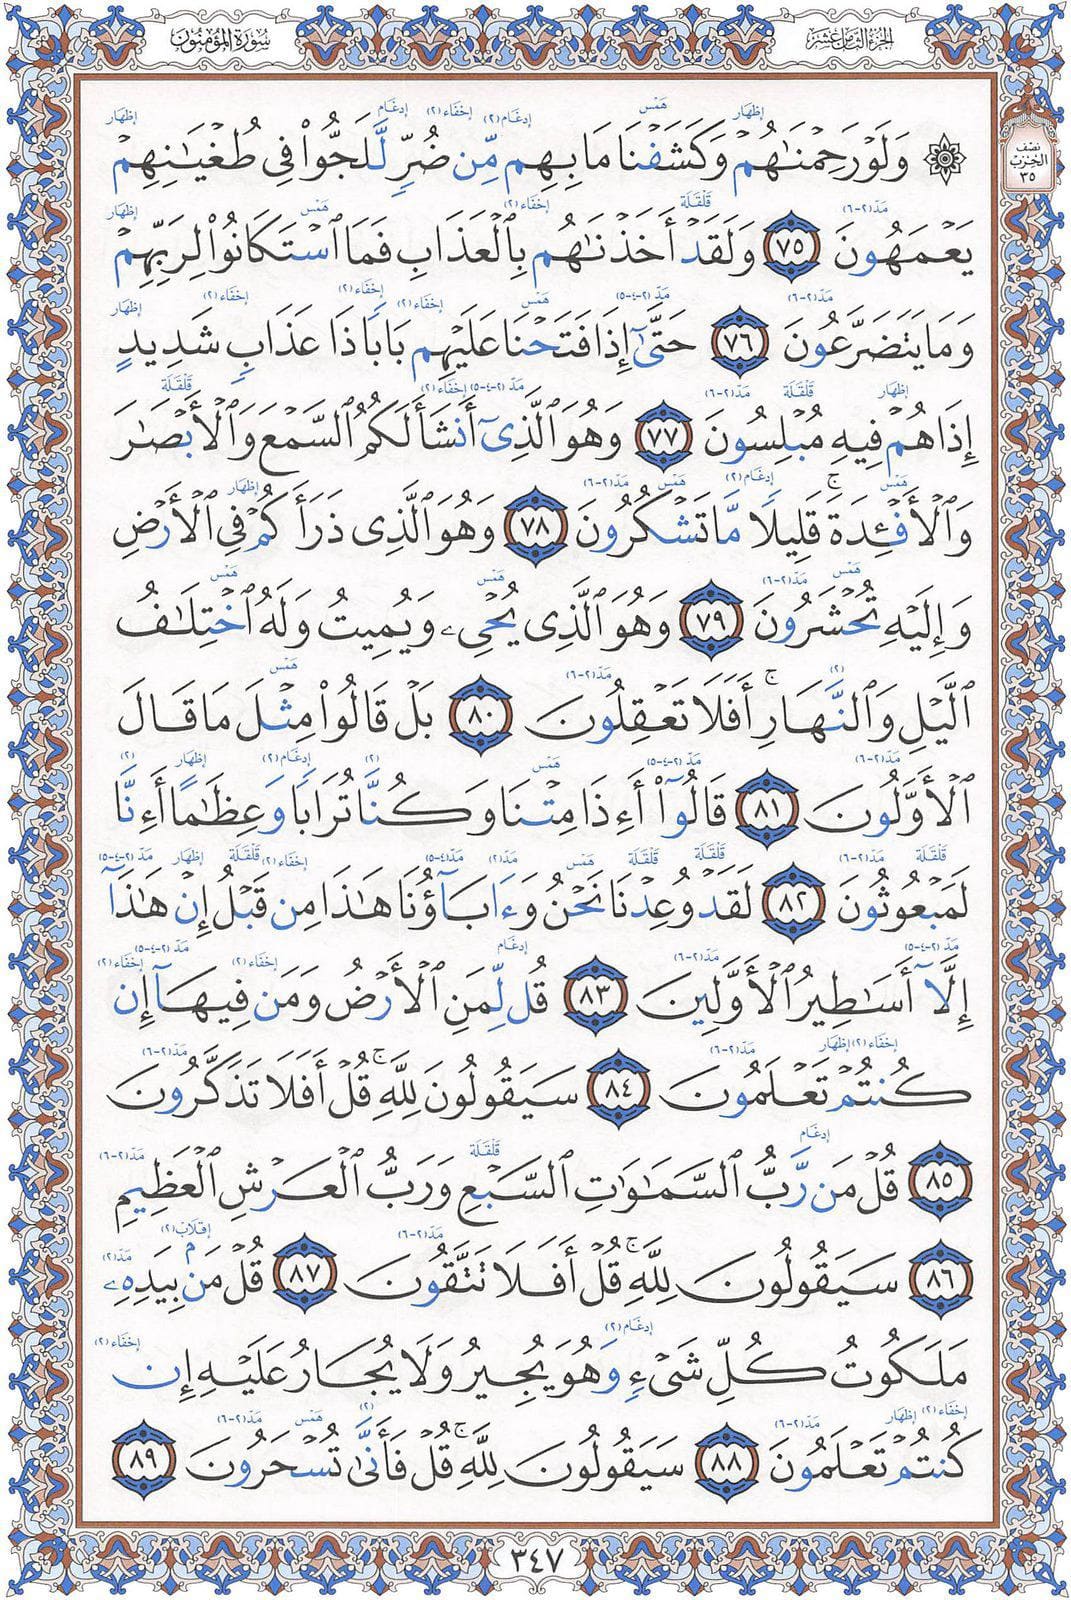 سورة المؤمنون
الجزء الثامن عشر
نصف
الحزب
٣٥
۞ وَلَوْ رَحِمْنَٰهُمْ وَكَشَفْنَا مَا بِهِم مِّن ضُرٍّ لَّلَجُّوا۟ فِى طُغْيَٰنِهِمْ
يَعْمَهُونَ ٧٥ وَلَقَدْ أَخَذْنَٰهُم بِٱلْعَذَابِ فَمَا ٱسْتَكَانُوا۟ لِرَبِّهِمْ
وَمَا يَتَضَرَّعُونَ ٧٦ حَتَّىٰٓ إِذَا فَتَحْنَا عَلَيْهِم بَابًا ذَا عَذَابٍ شَدِيدٍ
إِذَا هُمْ فِيهِ مُبْلِسُونَ ٧٧ وَهُوَ ٱلَّذِىٓ أَنشَأَ لَكُمُ ٱلسَّمْعَ وَٱلْأَبْصَٰرَ
وَٱلْأَفْـِٔدَةَ ۚ قَلِيلًا مَّا تَشْكُرُونَ ٧٨ وَهُوَ ٱلَّذِى ذَرَأَكُمْ فِى ٱلْأَرْضِ
وَإِلَيْهِ تُحْشَرُونَ ٧٩ وَهُوَ ٱلَّذِى يُحْىِۦ وَيُمِيتُ وَلَهُ ٱخْتِلَٰفُ
ٱلَّيْلِ وَٱلنَّهَارِ ۚ أَفَلَا تَعْقِلُونَ ٨٠ بَلْ قَالُوا۟ مِثْلَ مَا قَالَ
ٱلْأَوَّلُونَ ٨١ قَالُوٓا۟ أَءِذَا مِتْنَا وَكُنَّا تُرَابًا وَعِظَٰمًا أَءِنَّا
لَمَبْعُوثُونَ ٨٢ لَقَدْ وُعِدْنَا نَحْنُ وَءَابَآؤُنَا هَٰذَا مِن قَبْلُ إِنْ هَٰذَآ
إِلَّآ أَسَٰطِيرُ ٱلْأَوَّلِينَ ٨٣ قُل لِّمَنِ ٱلْأَرْضُ وَمَن فِيهَآ إِن
كُنتُمْ تَعْلَمُونَ ٨٤ سَيَقُولُونَ لِلَّهِ ۚ قُلْ أَفَلَا تَذَكَّرُونَ
٨٥ قُلْ مَن رَّبُّ ٱلسَّمَٰوَٰتِ ٱلسَّبْعِ وَرَبُّ ٱلْعَرْشِ ٱلْعَظِيمِ
٨٦ سَيَقُولُونَ لِلَّهِ ۚ قُلْ أَفَلَا تَتَّقُونَ ٨٧ قُلْ مَنۢ بِيَدِهِۦ
مَلَكُوتُ كُلِّ شَىْءٍ وَهُوَ يُجِيرُ وَلَا يُجَارُ عَلَيْهِ إِن
كُنتُمْ تَعْلَمُونَ ٨٨ سَيَقُولُونَ لِلَّهِ ۚ قُلْ فَأَنَّىٰ تُسْحَرُونَ ٨٩
٣٤٧